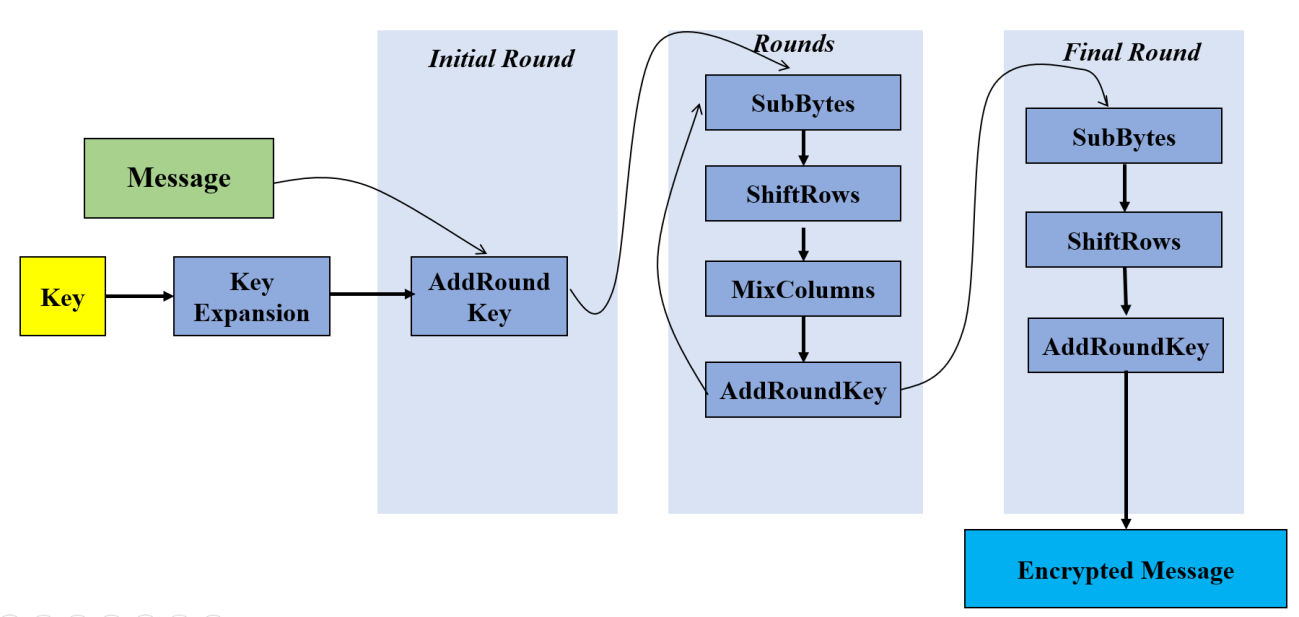 Initial Round
Rounds
Final Round
Message
Key
Key
Expansion
AddRound
Key
SubBytes
ShiftRows
MixColumns
AddRoundKey
SubBytes
ShiftRows
AddRoundKey
Encrypted Message